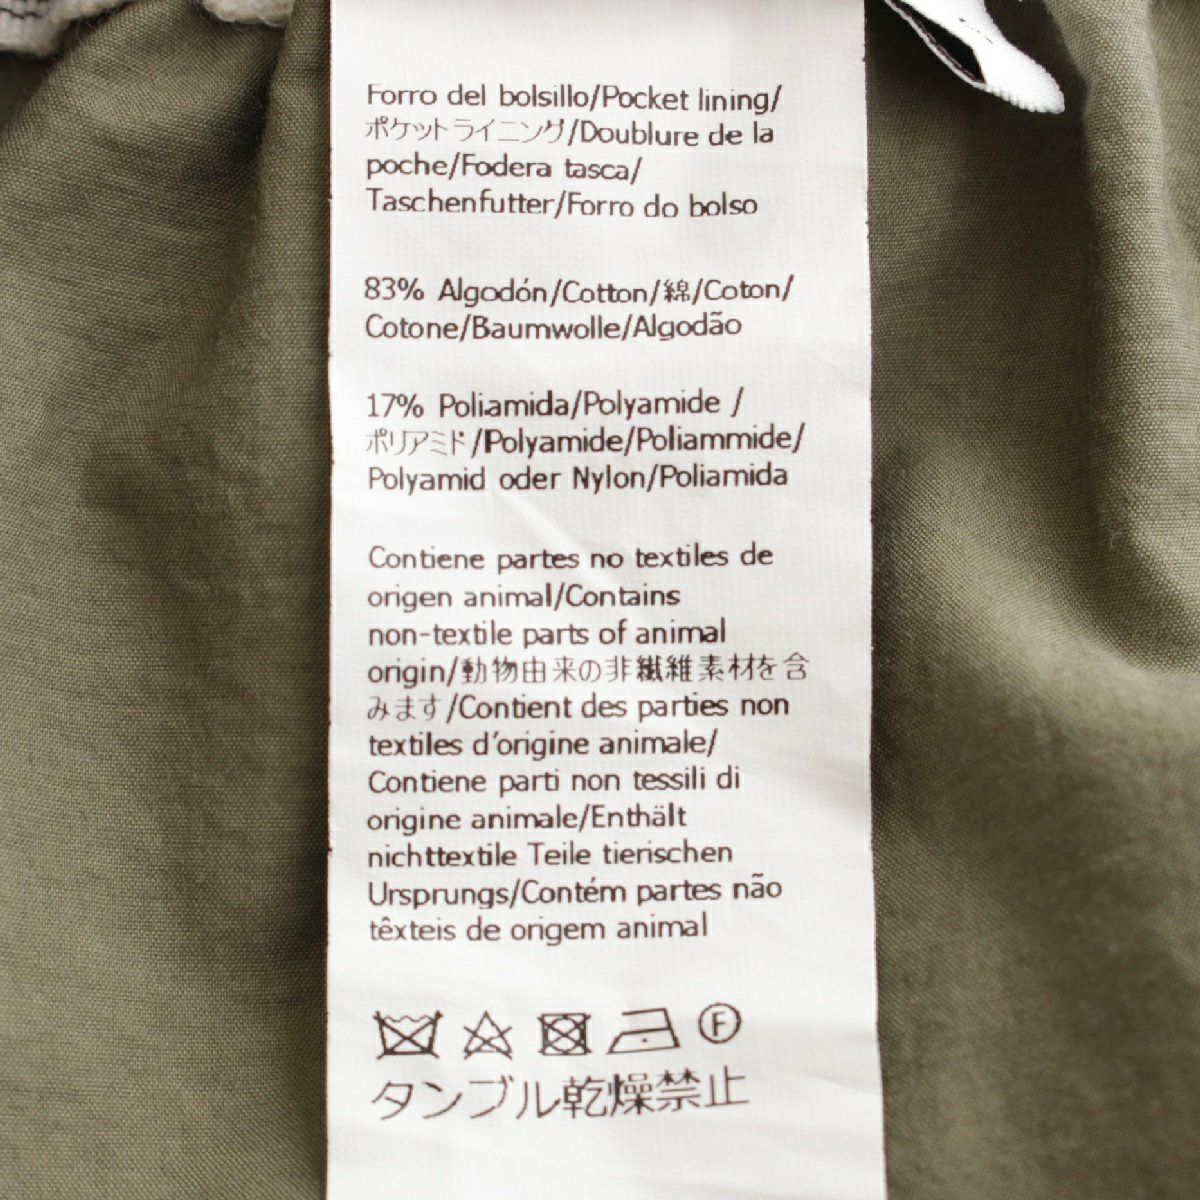 Forro del bolsillo/Pocket lining/
ポケットライニング/Doublure de la
poche/Fodera tasca/
Taschenfutter/Forro do bolso
83% Algodón/Cotton/綿/Coton/
Cotone/Baumwolle/Algodão
17% Poliamida/Polyamide /
ポリアミド/Polyamide/Poliammide/
Polyamid oder Nylon/Poliamida
Contiene partes no textiles de
origen animal/Contains
non-textile parts of animal
origin/動物由来の非繊維素材を含
みます/Contient des parties non
textiles d'origine animale/
Contiene parti non tessili di
origine animale/Enthält
nichttextile Teile tierischen
Ursprungs/Contém partes não
têxteis de origem animal
F
タンブル乾燥禁止